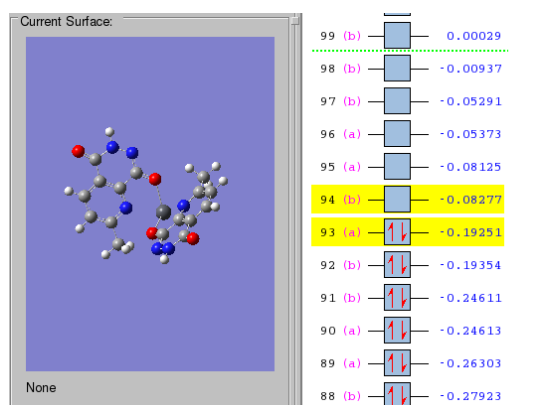 Current Surface:
None
99 (b) 0.00029
98 (b) -0.00937
97 (b) -0.05291
96 (a) -0.05373
95 (a) -0.08125
94 (b) -0.08277
93 (a) -0.19251
92 (b) -0.19354
91 (b) -0.24611
90 (a) -0.24613
89 (a) -0.26303
88 (b) -0.27923